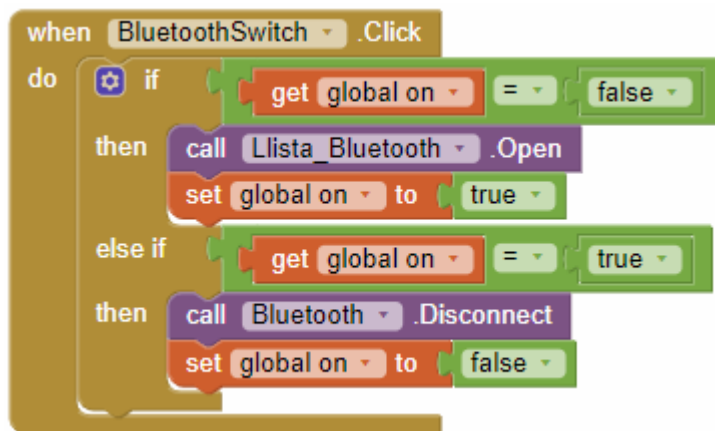 when BluetoothSwitch .Click
do if get global on = false
then call Llista_Bluetooth .Open
set global on to true
else if get global on = true
then call Bluetooth .Disconnect
set global on to false